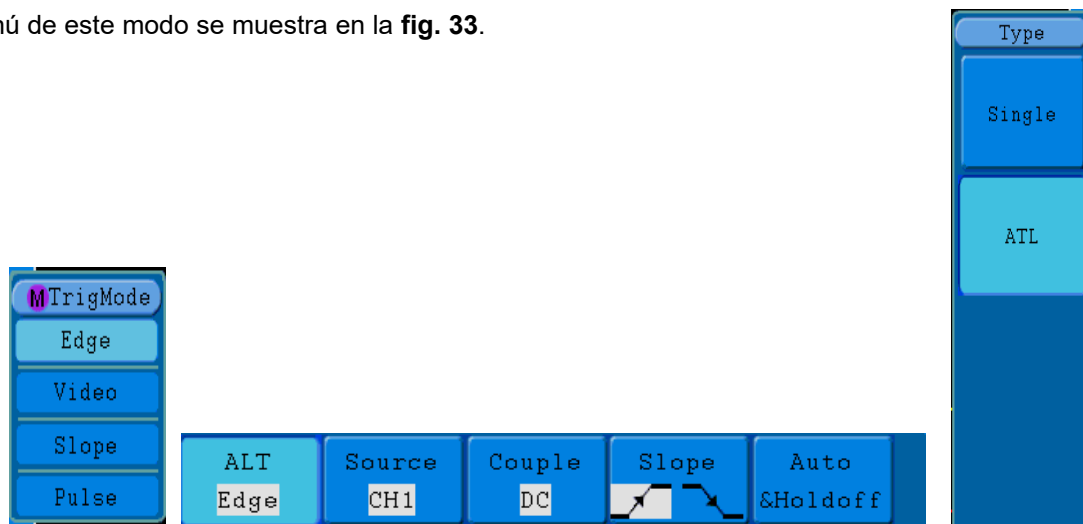 nú de este modo se muestra en la fig. 33.
Type
Single
ATL
M TrigMode
Edge
Video
Slope
Pulse
ALT
Edge
Source
CH1
Couple
DC
Slope
Auto
&Holdoff